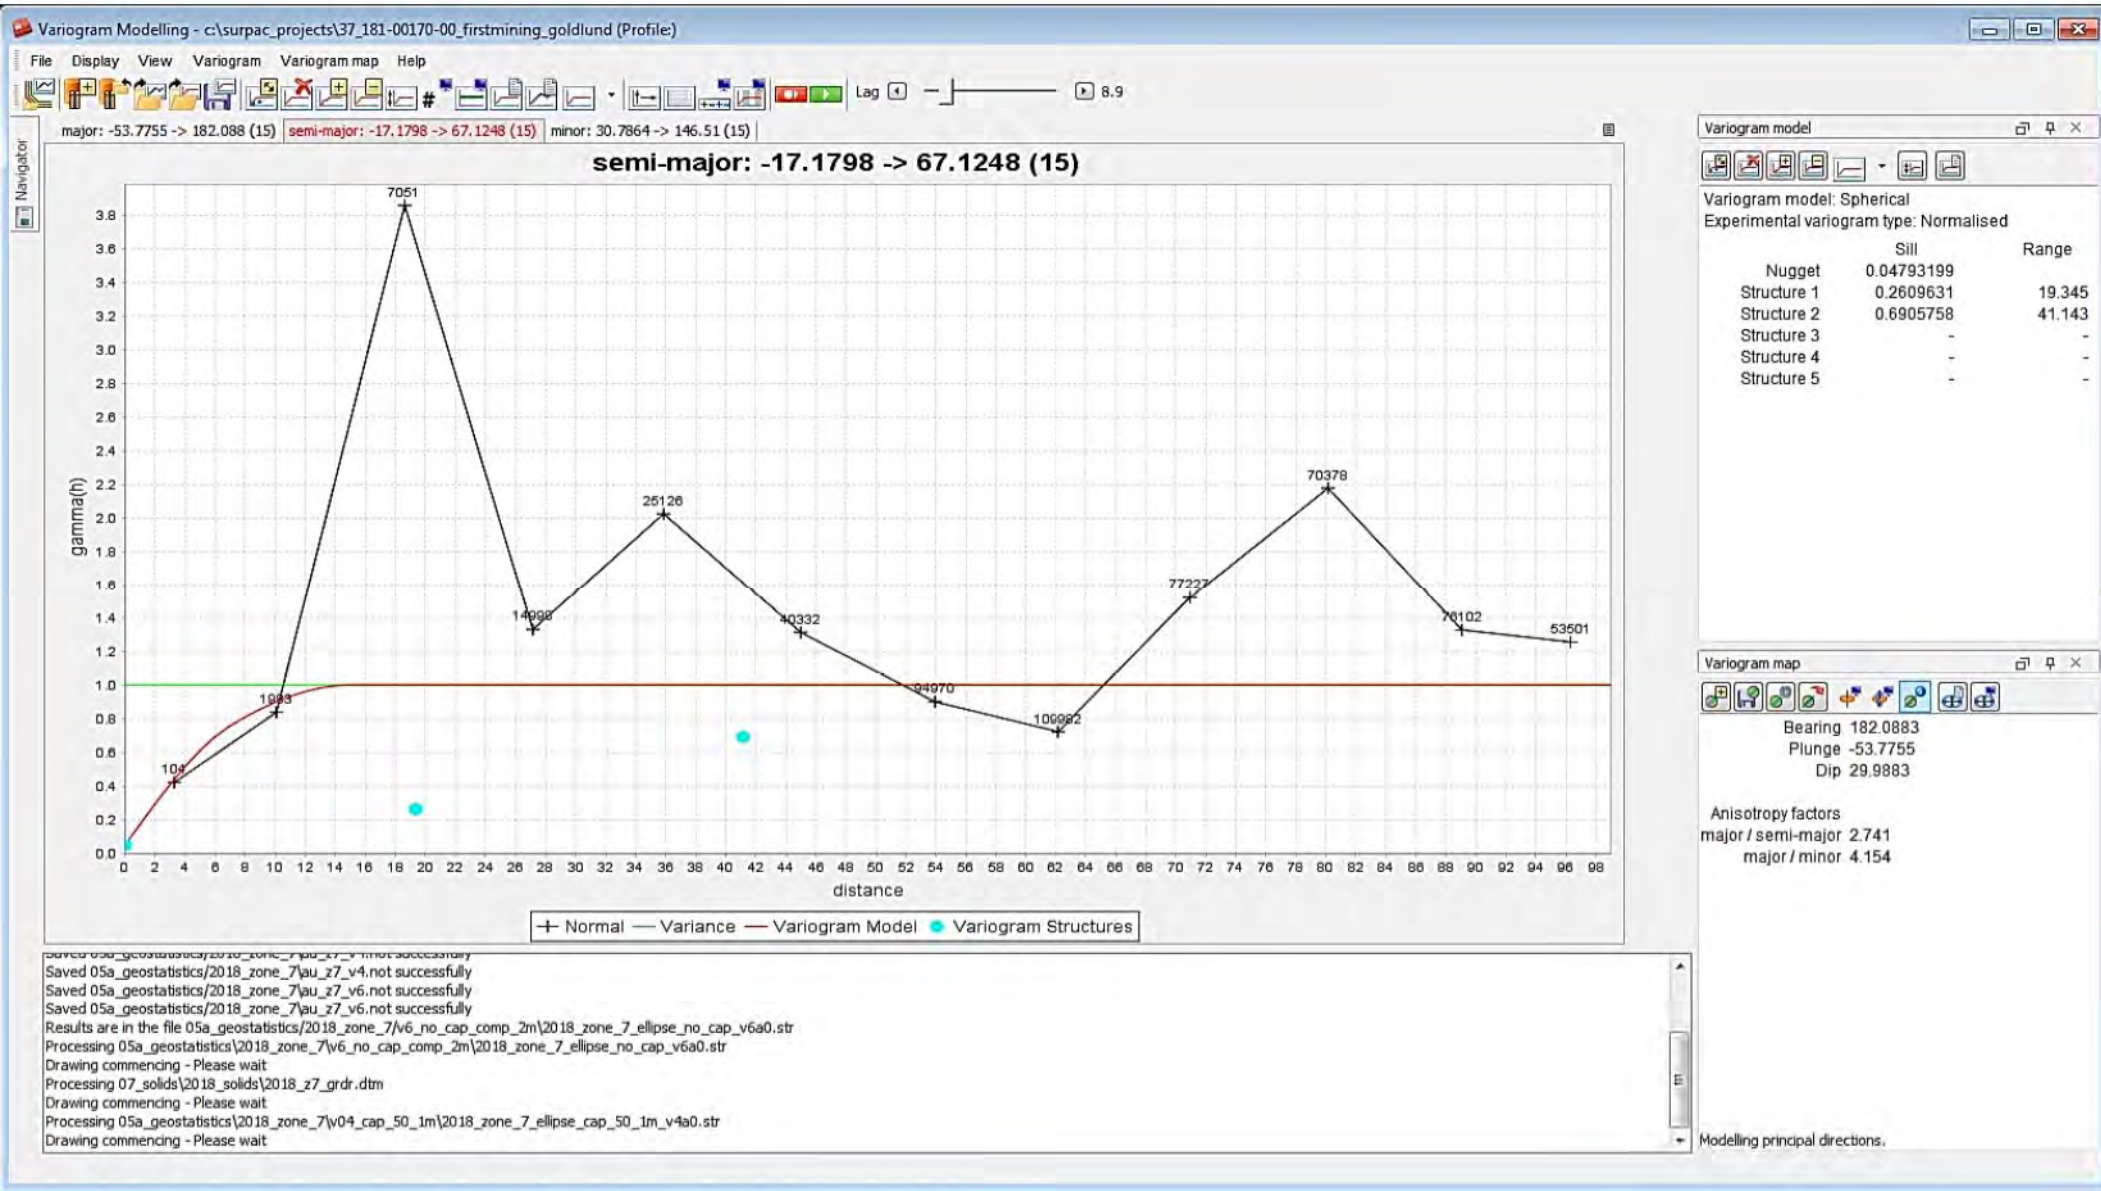 Variogram Modelling - c:\surpac_projects\37_181-00170-00_firstmining_goldlund (Profile:)
File Display View Variogram Variogram map Help
# Lag 8.9
Navigator
major: -53.7755 -> 182.088 (15) semi-major: -17.1798 -> 67.1248 (15) minor: 30.7864 -> 146.51 (15)
semi-major: -17.1798 -> 67.1248 (15)
gamma(h)
3.8
3.6
3.4
3.2
3.0
2.8
2.6
2.4
2.2
2.0
1.8
1.6
1.4
1.2
1.0
0.8
0.6
0.4
0.2
0.0
104
1993
7051
14998
25126
40332
94970
109982
77227
70378
76102
53501
0 2 4 6 8 10 12 14 16 18 20 22 24 26 28 30 32 34 36 38 40 42 44 46 48 50 52 54 56 58 60 62 64 66 68 70 72 74 76 78 80 82 84 86 88 90 92 94 96 98
distance
Normal Variance Variogram Model Variogram Structures
Saved 05a_geostatistics/2018_zone_7\au_z7_v4.not successfully
Saved 05a_geostatistics/2018_zone_7\au_z7_v4.not successfully
Saved 05a_geostatistics/2018_zone_7\au_z7_v6.not successfully
Saved 05a_geostatistics/2018_zone_7\au_z7_v6.not successfully
Results are in the file 05a_geostatistics/2018_zone_7/v6_no_cap_comp_2m\2018_zone_7_ellipse_no_cap_v6a0.str
Processing 05a_geostatistics\2018_zone_7\v6_no_cap_comp_2m\2018_zone_7_ellipse_no_cap_v6a0.str
Drawing commencing - Please wait
Processing 07_solids\2018_solids\2018_z7_grdr.dtm
Drawing commencing - Please wait
Processing 05a_geostatistics\2018_zone_7\v04_cap_50_1m\2018_zone_7_ellipse_cap_50_1m_v4a0.str
Drawing commencing - Please wait
Variogram model
Variogram model: Spherical
Experimental variogram type: Normalised
Sill Range
Nugget 0.04793199
Structure 1 0.2609631 19.345
Structure 2 0.6905758 41.143
Structure 3 - -
Structure 4 - -
Structure 5 - -
Variogram map
Bearing 182.0883
Plunge -53.7755
Dip 29.9883
Anisotropy factors
major / semi-major 2.741
major / minor 4.154
Modelling principal directions.